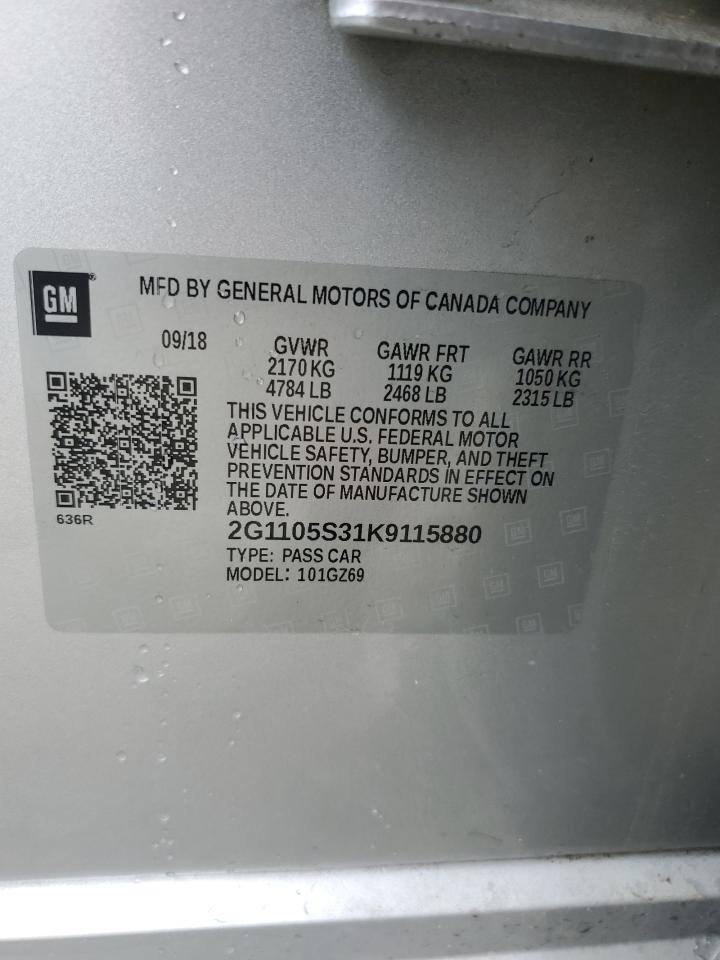 GM®
MFD BY GENERAL MOTORS OF CANADA COMPANY
09/18
GVWR GAWR FRT GAWR RR
2170 KG 1119 KG 1050 KG
4784 LB 2468 LB 2315 LB
THIS VEHICLE CONFORMS TO ALL
APPLICABLE U.S. FEDERAL MOTOR
VEHICLE SAFETY, BUMPER, AND THEFT
PREVENTION STANDARDS IN EFFECT ON
THE DATE OF MANUFACTURE SHOWN
ABOVE.
636R
2G1105S31K9115880
TYPE: PASS CAR
MODEL: 101GZ69